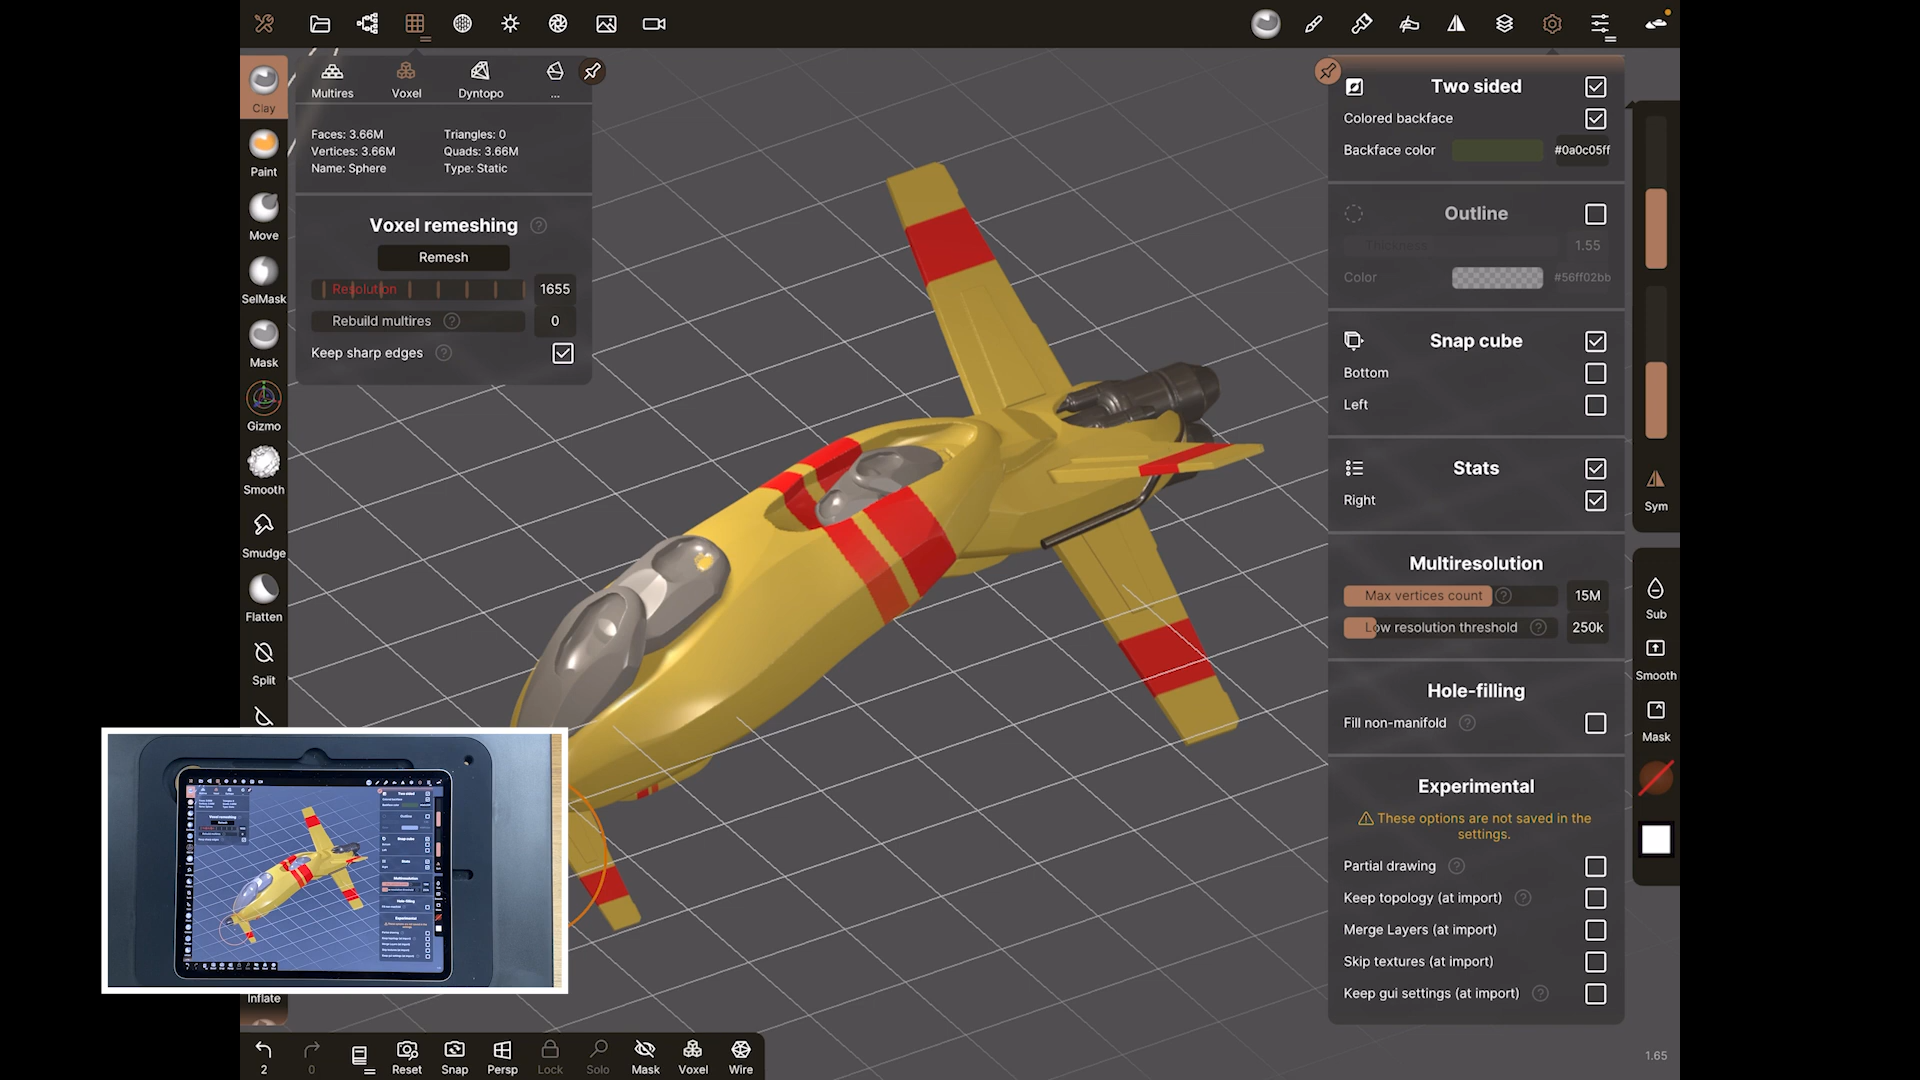 Clay
Paint
Move
SelMask
Mask
Gizmo
Smooth
Smudge
Flatten
Split
Inflate
Multires
Voxel
Dyntopo
...
Faces: 3.66M
Triangles: 0
Vertices: 3.66M
Quads: 3.66M
Name: Sphere
Type: Static
Voxel remeshing ?
Remesh
Resolution 1655
Rebuild multires ? 0
Keep sharp edges ?
Two sided
Colored backface
Backface color #0a0c05ff
Outline
Thickness 1.55
Color #56ff02bb
Snap cube
Bottom
Left
Stats
Right
Multiresolution
Max vertices count ? 15M
Low resolution threshold ? 250k
Hole-filling
Fill non-manifold ?
Experimental
These options are not saved in the
settings.
Partial drawing ?
Keep topology (at import) ?
Merge Layers (at import)
Skip textures (at import)
Keep gui settings (at import) ?
Sym
Sub
Smooth
Mask
1.65
2
0
Reset
Snap
Persp
Lock
Solo
Mask
Voxel
Wire